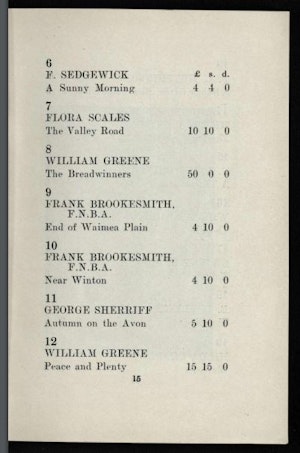 6
F. SEDGEWICK £ s. d.
A Sunny Morning 4 4 0
7
FLORA SCALES
The Valley Road 10 10 0
8
WILLIAM GREENE
The Breadwinners 50 0 0
9
FRANK BROOKESMITH,
F.N.B.A.
End of Waimea Plain 4 10 0
10
FRANK BROOKESMITH,
F.N.B.A.
Near Winton 4 10 0
11
GEORGE SHERRIFF
Autumn on the Avon 5 10 0
12
WILLIAM GREENE
Peace and Plenty 15 15 0
15